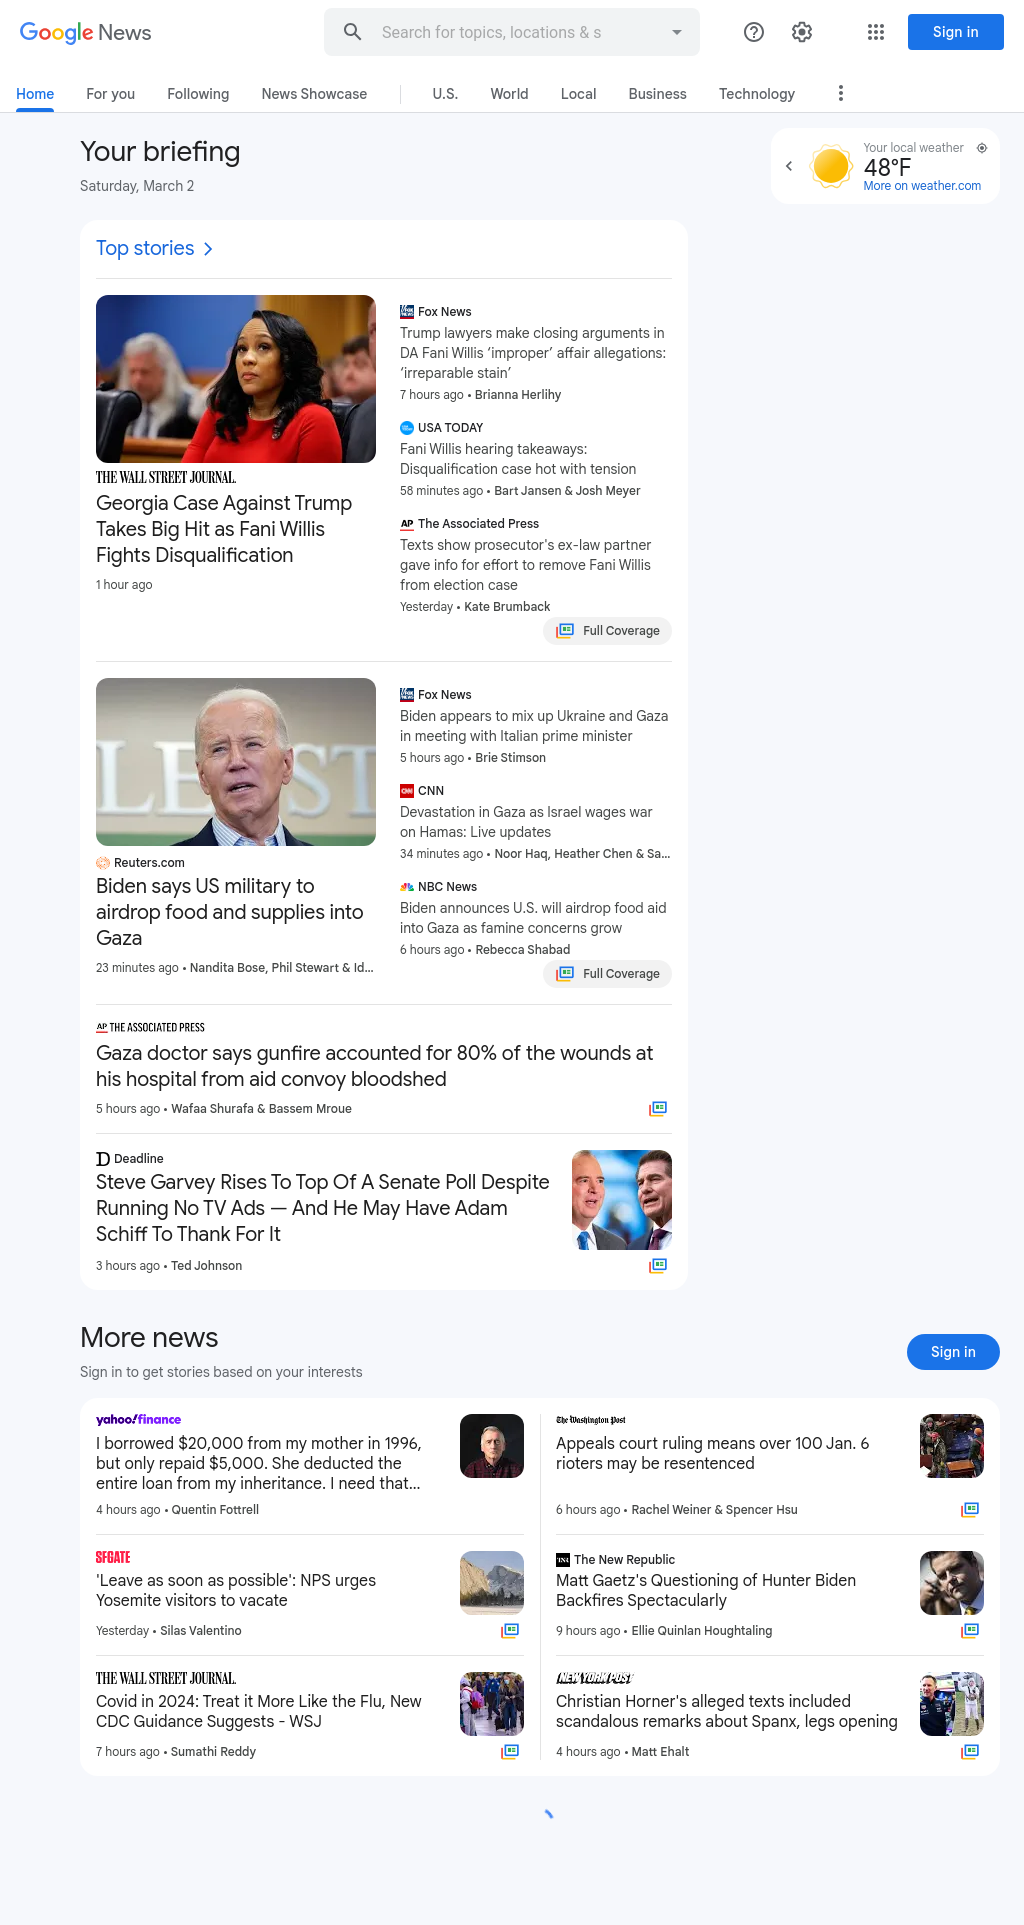 Google News
Search for topics, locations & s
Sign in
Home
For you
Following
News Showcase
U.S.
World
Local
Business
Technology
Your briefing
Saturday, March 2
Your local weather
48°F
More on weather.com
Top stories
THE WALL STREET JOURNAL.
Georgia Case Against Trump
Takes Big Hit as Fani Willis
Fights Disqualification
1 hour ago
Fox News
Trump lawyers make closing arguments in
DA Fani Willis ‘improper’ affair allegations:
‘irreparable stain’
7 hours ago • Brianna Herlihy
USA TODAY
Fani Willis hearing takeaways:
Disqualification case hot with tension
58 minutes ago • Bart Jansen & Josh Meyer
AP The Associated Press
Texts show prosecutor's ex-law partner
gave info for effort to remove Fani Willis
from election case
Yesterday • Kate Brumback
Full Coverage
LE ST
Reuters.com
Biden says US military to
airdrop food and supplies into
Gaza
23 minutes ago • Nandita Bose, Phil Stewart & Id...
Fox News
Biden appears to mix up Ukraine and Gaza
in meeting with Italian prime minister
5 hours ago • Brie Stimson
CNN CNN
Devastation in Gaza as Israel wages war
on Hamas: Live updates
34 minutes ago • Noor Haq, Heather Chen & Sa...
NBC News
Biden announces U.S. will airdrop food aid
into Gaza as famine concerns grow
6 hours ago • Rebecca Shabad
Full Coverage
AP THE ASSOCIATED PRESS
Gaza doctor says gunfire accounted for 80% of the wounds at
his hospital from aid convoy bloodshed
5 hours ago • Wafaa Shurafa & Bassem Mroue
D Deadline
Steve Garvey Rises To Top Of A Senate Poll Despite
Running No TV Ads — And He May Have Adam
Schiff To Thank For It
3 hours ago • Ted Johnson
More news
Sign in to get stories based on your interests
Sign in
yahoo!finance
I borrowed $20,000 from my mother in 1996,
but only repaid $5,000. She deducted the
entire loan from my inheritance. I need that...
4 hours ago • Quentin Fottrell
The Washington Post
Appeals court ruling means over 100 Jan. 6
rioters may be resentenced
6 hours ago • Rachel Weiner & Spencer Hsu
SFGATE
'Leave as soon as possible': NPS urges
Yosemite visitors to vacate
Yesterday • Silas Valentino
TNR The New Republic
Matt Gaetz's Questioning of Hunter Biden
Backfires Spectacularly
9 hours ago • Ellie Quinlan Houghtaling
THE WALL STREET JOURNAL.
Covid in 2024: Treat it More Like the Flu, New
CDC Guidance Suggests - WSJ
7 hours ago • Sumathi Reddy
NEW YORK POST
Christian Horner's alleged texts included
scandalous remarks about Spanx, legs opening
4 hours ago • Matt Ehalt